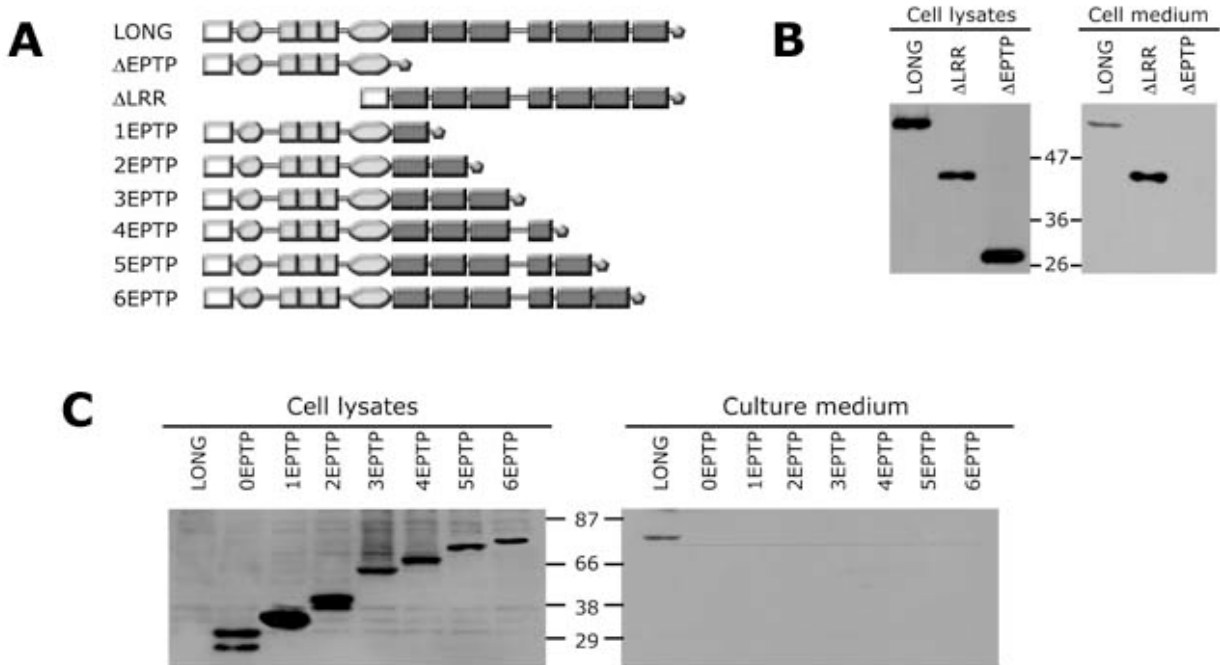 A
LONG
ΔEPTP
ΔLRR
1EPTP
2EPTP
3EPTP
4EPTP
5EPTP
6EPTP
B
Cell lysates
Cell medium
LONG
ΔLRR
ΔEPTP
LONG
ΔLRR
ΔEPTP
47
36
26
C
Cell lysates
Culture medium
LONG
0EPTP
1EPTP
2EPTP
3EPTP
4EPTP
5EPTP
6EPTP
LONG
0EPTP
1EPTP
2EPTP
3EPTP
4EPTP
5EPTP
6EPTP
87
66
38
29